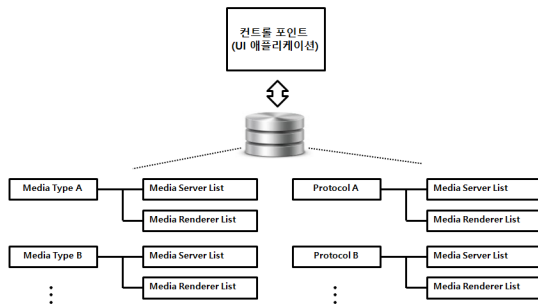 컨트롤 포인트
(UI 애플리케이션)
Media Type A
Media Server List
Media Renderer List
Media Type B
Media Server List
Media Renderer List
Protocol A
Media Server List
Media Renderer List
Protocol B
Media Server List
Media Renderer List